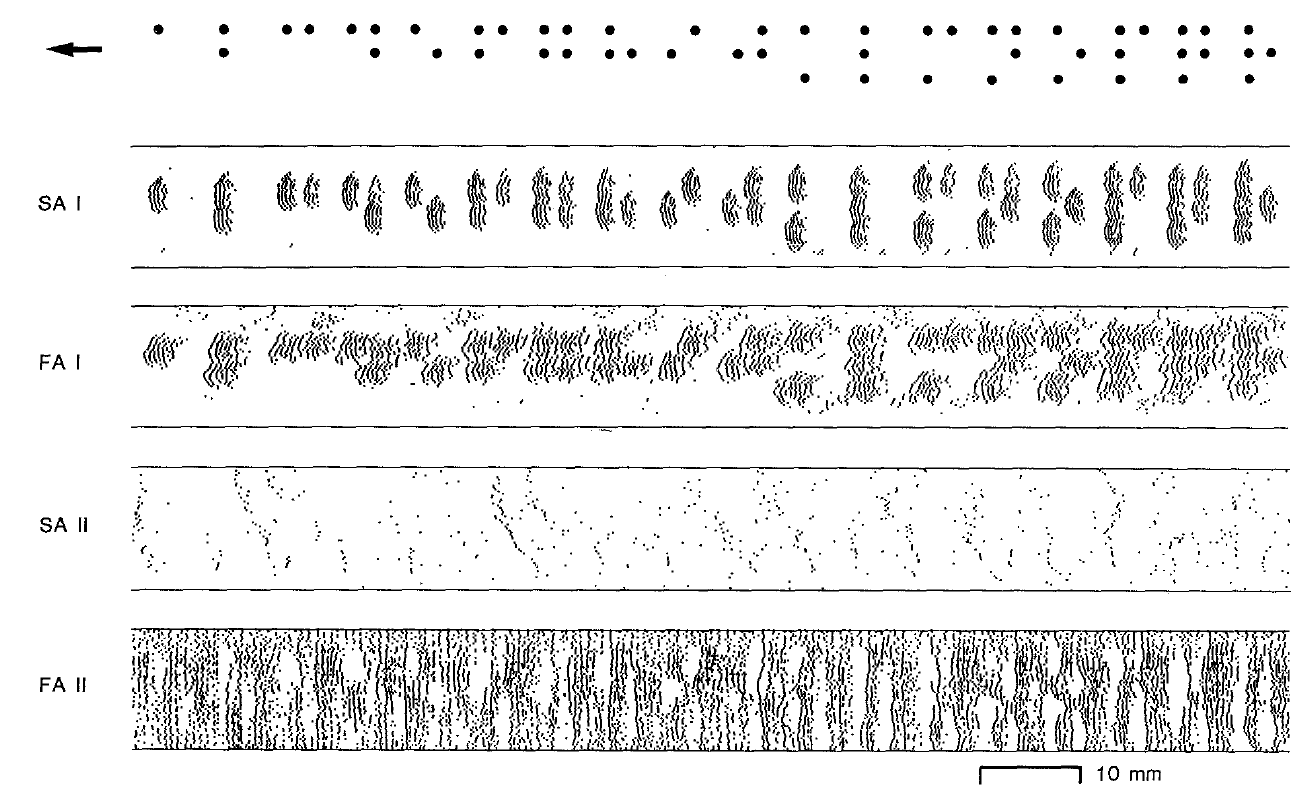 ⠁⠃⠉⠙⠑⠋⠛⠓⠊⠚⠅⠇⠍⠝⠕⠏⠟⠗
SA I
FA I
SA II
FA II
10 mm